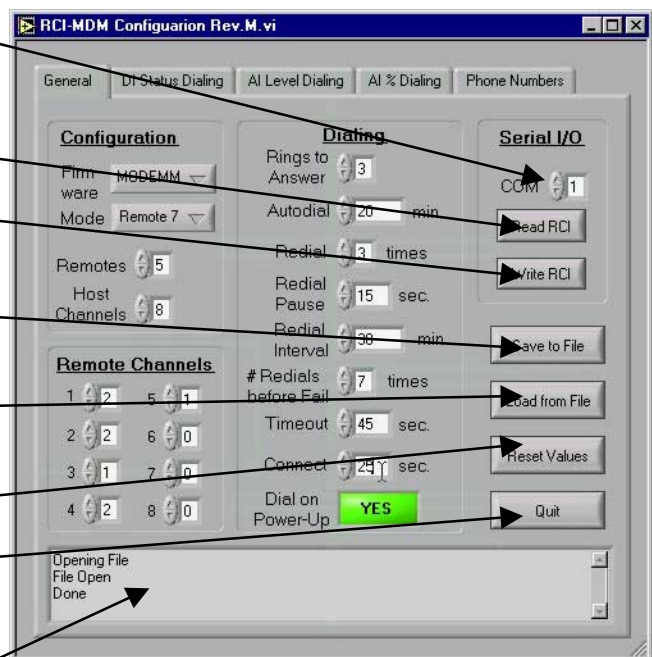 RCI-MDM Configuarion Rev.M.vi
General DI Status Dialing AI Level Dialing AI % Dialing Phone Numbers
Configuration
Firm
ware MODEMM
Mode Remote 7
Remotes 5
Host
Channels 8
Remote Channels
1 2 5 1
2 2 6 0
3 1 7 0
4 2 8 0
Dialing
Rings to
Answer 3
Autodial 20 min
Redial 3 times
Redial
Pause 15 sec.
Redial
Interval 30 min
# Redials
before Fail 7 times
Timeout 45 sec.
Connect 25 sec.
Dial on
Power-Up YES
Serial I/O
COM 1
Read RCI
Write RCI
Save to File
Load from File
Reset Values
Quit
Opening File
File Open
Done